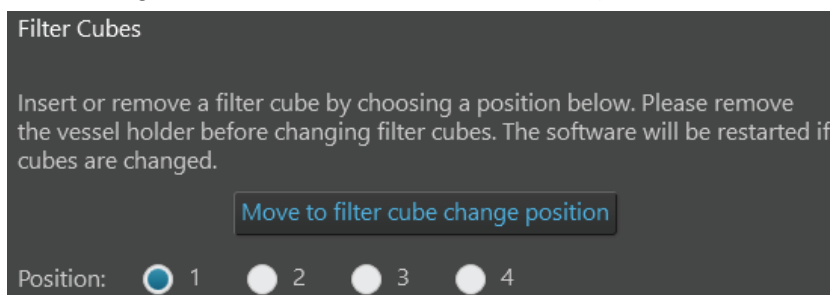 Filter Cubes
Insert or remove a filter cube by choosing a position below. Please remove
the vessel holder before changing filter cubes. The software will be restarted if
cubes are changed.
Move to filter cube change position
Position: 1 2 3 4